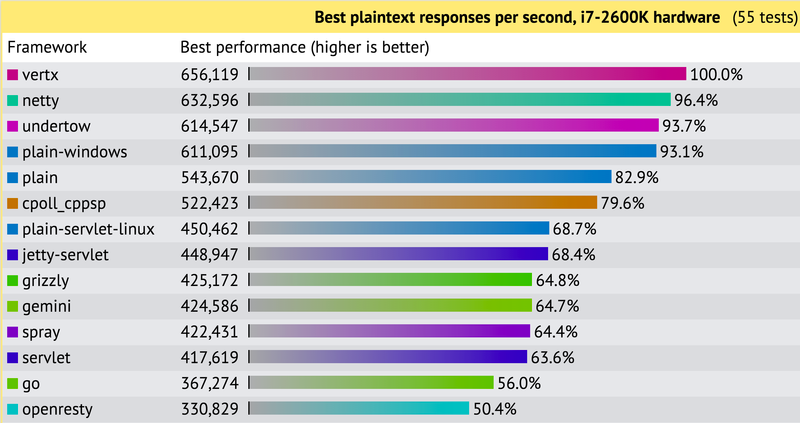 Best plaintext responses per second, i7-2600K hardware (55 tests)
Framework Best performance (higher is better)
vertx 656,119 100.0%
netty 632,596 96.4%
undertow 614,547 93.7%
plain-windows 611,095 93.1%
plain 543,670 82.9%
cpoll_cppsp 522,423 79.6%
plain-servlet-linux 450,462 68.7%
jetty-servlet 448,947 68.4%
grizzly 425,172 64.8%
gemini 424,586 64.7%
spray 422,431 64.4%
servlet 417,619 63.6%
go 367,274 56.0%
openresty 330,829 50.4%